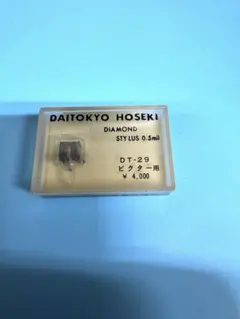 DAITOKYO HOSEKI
DIAMOND
STYLUS 0.5mil
DT-29
ビクター用
¥ 4,000